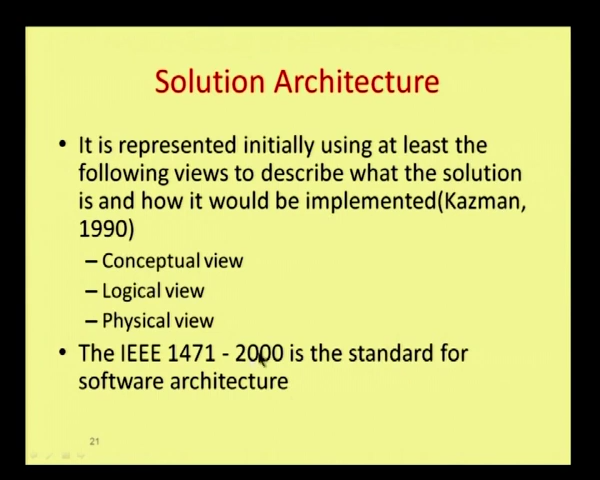 Solution Architecture
• It is represented initially using at least the
following views to describe what the solution
is and how it would be implemented(Kazman,
1990)
– Conceptual view
– Logical view
– Physical view
• The IEEE 1471 - 2000 is the standard for
software architecture
21